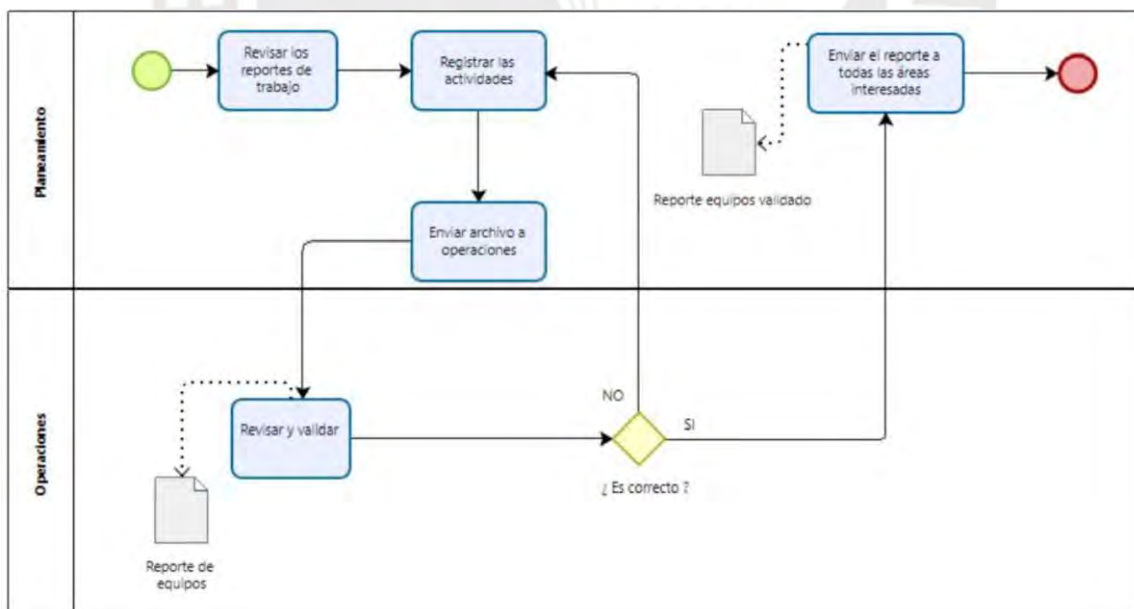 Planeamiento
Revisar los
reportes de
trabajo
Registrar las
actividades
Enviar el reporte a
todas las áreas
interesadas
Reporte equipos validado
Enviar archivo a
operaciones
Operaciones
Revisar y validar
NO
SI
¿ Es correcto ?
Reporte de
equipos